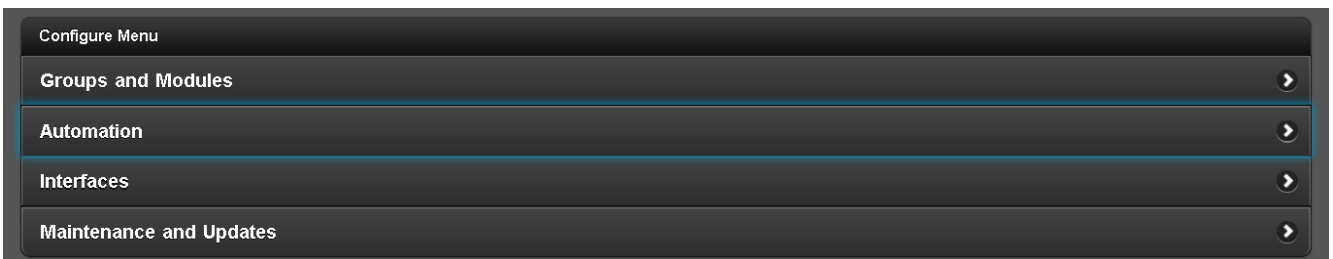 Configure Menu
Groups and Modules
Automation
Interfaces
Maintenance and Updates